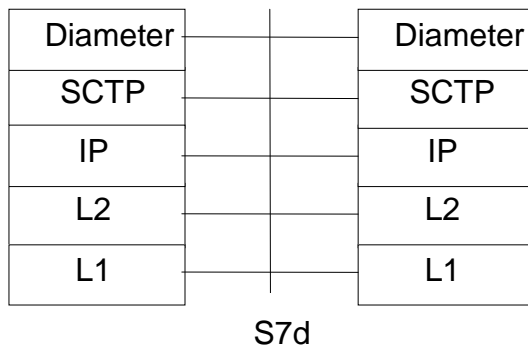 Diameter Diameter
SCTP SCTP
IP IP
L2 L2
L1 L1
S7d